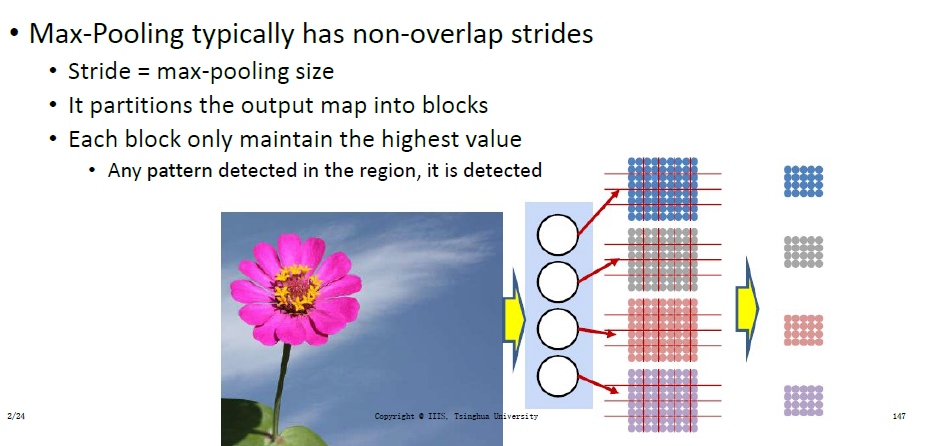 • Max-Pooling typically has non-overlap strides
• Stride = max-pooling size
• It partitions the output map into blocks
• Each block only maintain the highest value
• Any pattern detected in the region, it is detected
2/24
Copyright © IIIS, Tsinghua University
147